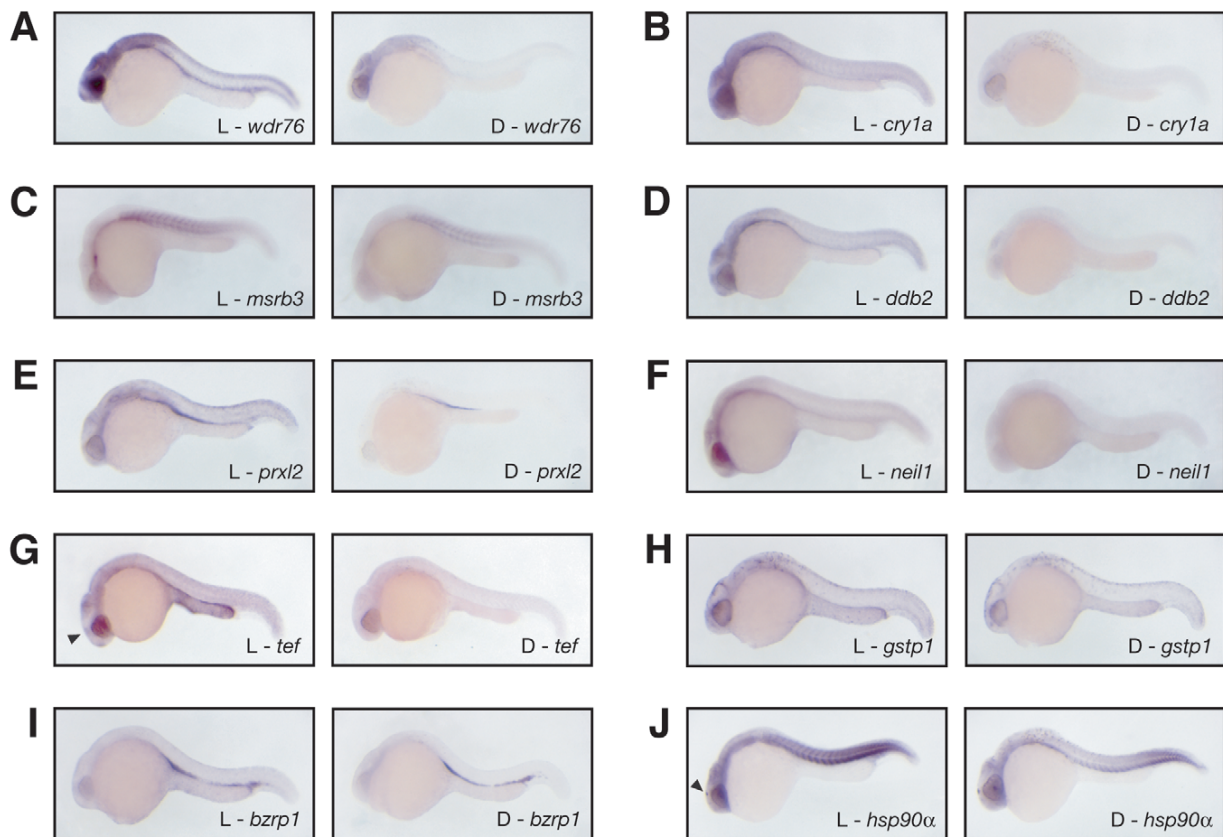 A
L - wdr76
D - wdr76
B
L - cry1a
D - cry1a
C
L - msrb3
D - msrb3
D
L - ddb2
D - ddb2
E
L - prxl2
D - prxl2
F
L - neil1
D - neil1
G
L - tef
D - tef
H
L - gstp1
D - gstp1
I
L - bzrp1
D - bzrp1
J
L - hsp90α
D - hsp90α